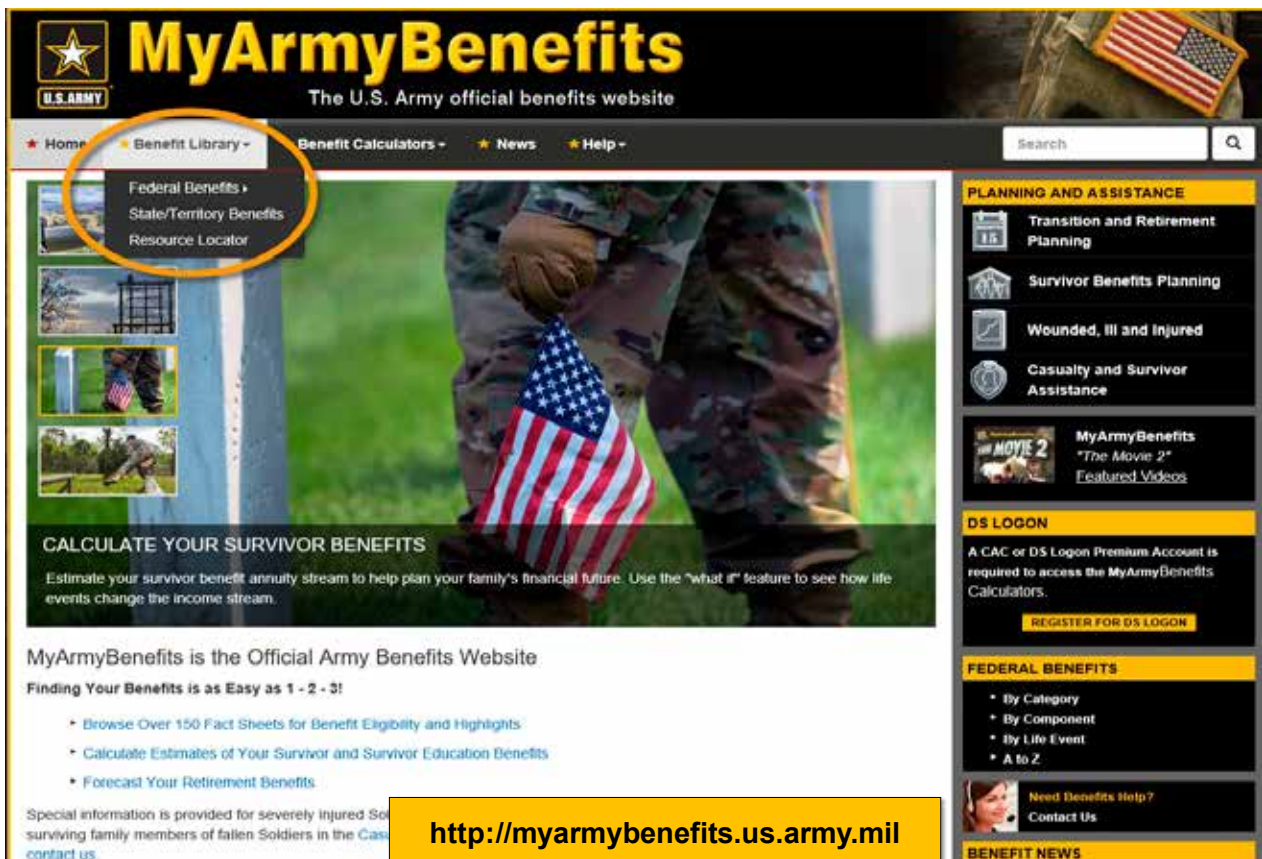 MyArmyBenefits
U.S.ARMY
The U.S. Army official benefits website
Home
Benefit Library
Benefit Calculators
News
Help
Search
Federal Benefits
State/Territory Benefits
Resource Locator
CALCULATE YOUR SURVIVOR BENEFITS
Estimate your survivor benefit annuity stream to help plan your family's financial future. Use the "what if" feature to see how life
events change the income stream.
MyArmyBenefits is the Official Army Benefits Website
Finding Your Benefits is as Easy as 1 - 2 - 3!
Browse Over 150 Fact Sheets for Benefit Eligibility and Highlights
Calculate Estimates of Your Survivor and Survivor Education Benefits
Forecast Your Retirement Benefits
Special information is provided for severely injured
surviving family members of fallen Soldiers in the
contact us.
http://myarmybenefits.us.army.mil
PLANNING AND ASSISTANCE
15
Transition and Retirement
Planning
Survivor Benefits Planning
Wounded, Ill and Injured
Casualty and Survivor
Assistance
MOVIE 2
MyArmyBenefits
"The Movie 2"
Featured Videos
DS LOGON
A CAC or DS Logon Premium Account is
required to access the MyArmyBenefits
Calculators.
REGISTER FOR DS LOGON
FEDERAL BENEFITS
By Category
By Component
By Life Event
A to Z
Need Benefits Help?
Contact Us
BENEFIT NEWS